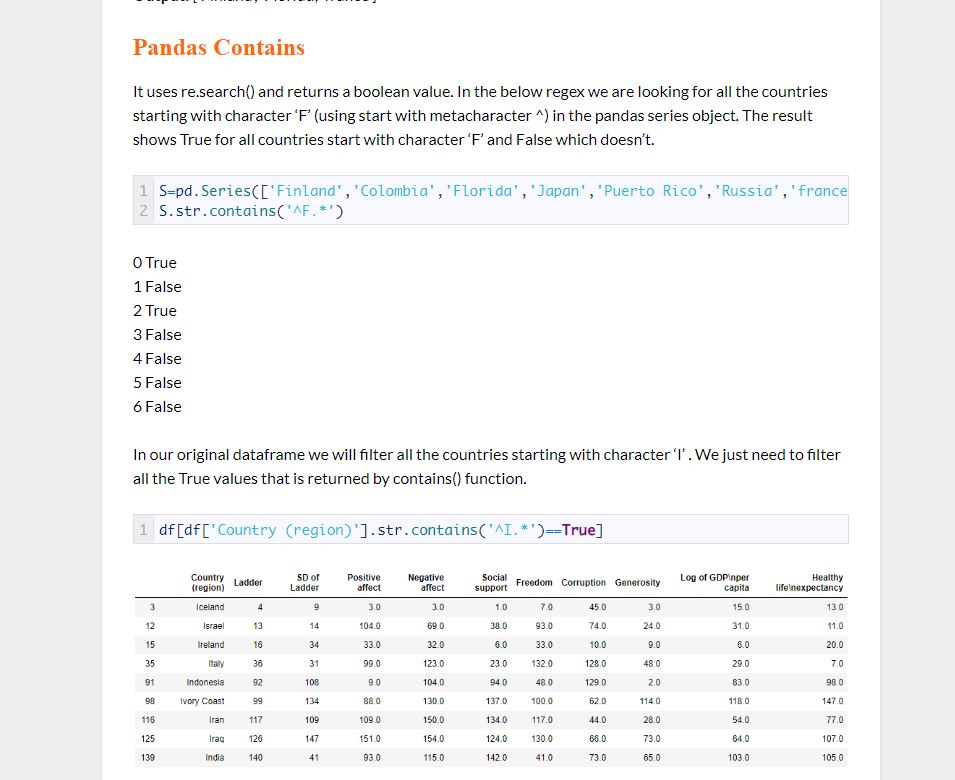 Pandas Contains
It uses re.search() and returns a boolean value. In the below regex we are looking for all the countries
starting with character ‘F’ (using start with metacharacter ^) in the pandas series object. The result
shows True for all countries start with character ‘F’ and False which doesn’t.
1 S=pd.Series(['Finland','Colombia','Florida','Japan','Puerto Rico','Russia','france
2 S.str.contains('^F.*')
0 True
1 False
2 True
3 False
4 False
5 False
6 False
In our original dataframe we will filter all the countries starting with character ‘I’ . We just need to filter
all the True values that is returned by contains() function.
1 df[df['Country (region)'].str.contains('^I.*')==True]
Country (region) Ladder SD of Ladder Positive affect Negative affect Social support Freedom Corruption Generosity Log of GDP\nper capita Healthy life\nexpectancy
3 Iceland 4 9 3.0 3.0 1.0 7.0 45.0 3.0 15.0 13.0
12 Israel 13 14 104.0 69.0 38.0 93.0 74.0 24.0 31.0 11.0
15 Ireland 16 34 33.0 32.0 6.0 33.0 10.0 9.0 6.0 20.0
35 Italy 36 31 99.0 123.0 23.0 132.0 128.0 48.0 29.0 7.0
91 Indonesia 92 108 9.0 104.0 94.0 48.0 129.0 2.0 83.0 98.0
98 Ivory Coast 99 134 88.0 130.0 137.0 100.0 62.0 114.0 118.0 147.0
116 Iran 117 109 109.0 150.0 134.0 117.0 44.0 28.0 54.0 77.0
125 Iraq 126 147 151.0 154.0 124.0 130.0 66.0 73.0 64.0 107.0
139 India 140 41 93.0 115.0 142.0 41.0 73.0 65.0 103.0 105.0